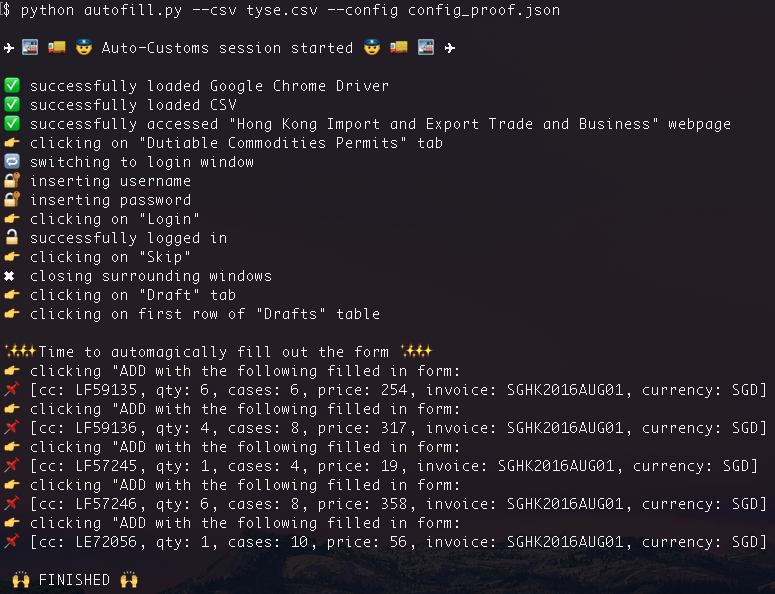 $ python autofill.py --csv tyse.csv --config config_proof.json
✈ 🛃 🚚 👮 Auto-Customs session started 👮 🚚 🛃 ✈
✅ successfully loaded Google Chrome Driver
✅ successfully loaded CSV
✅ successfully accessed "Hong Kong Import and Export Trade and Business" webpage
👉 clicking on "Dutiable Commodities Permits" tab
🔁 switching to login window
🔐 inserting username
🔐 inserting password
👉 clicking on "Login"
🔓 successfully logged in
👉 clicking on "Skip"
✖ closing surrounding windows
👉 clicking on "Draft" tab
👉 clicking on first row of "Drafts" table
✨✨Time to automagically fill out the form ✨✨
👉 clicking "ADD with the following filled in form:
📌 [cc: LF59135, qty: 6, cases: 6, price: 254, invoice: SGHK2016AUG01, currency: SGD]
👉 clicking "ADD with the following filled in form:
📌 [cc: LF59136, qty: 4, cases: 8, price: 317, invoice: SGHK2016AUG01, currency: SGD]
👉 clicking "ADD with the following filled in form:
📌 [cc: LF57245, qty: 1, cases: 4, price: 19, invoice: SGHK2016AUG01, currency: SGD]
👉 clicking "ADD with the following filled in form:
📌 [cc: LF57246, qty: 6, cases: 8, price: 358, invoice: SGHK2016AUG01, currency: SGD]
👉 clicking "ADD with the following filled in form:
📌 [cc: LE72056, qty: 1, cases: 10, price: 56, invoice: SGHK2016AUG01, currency: SGD]
🙌 FINISHED 🙌